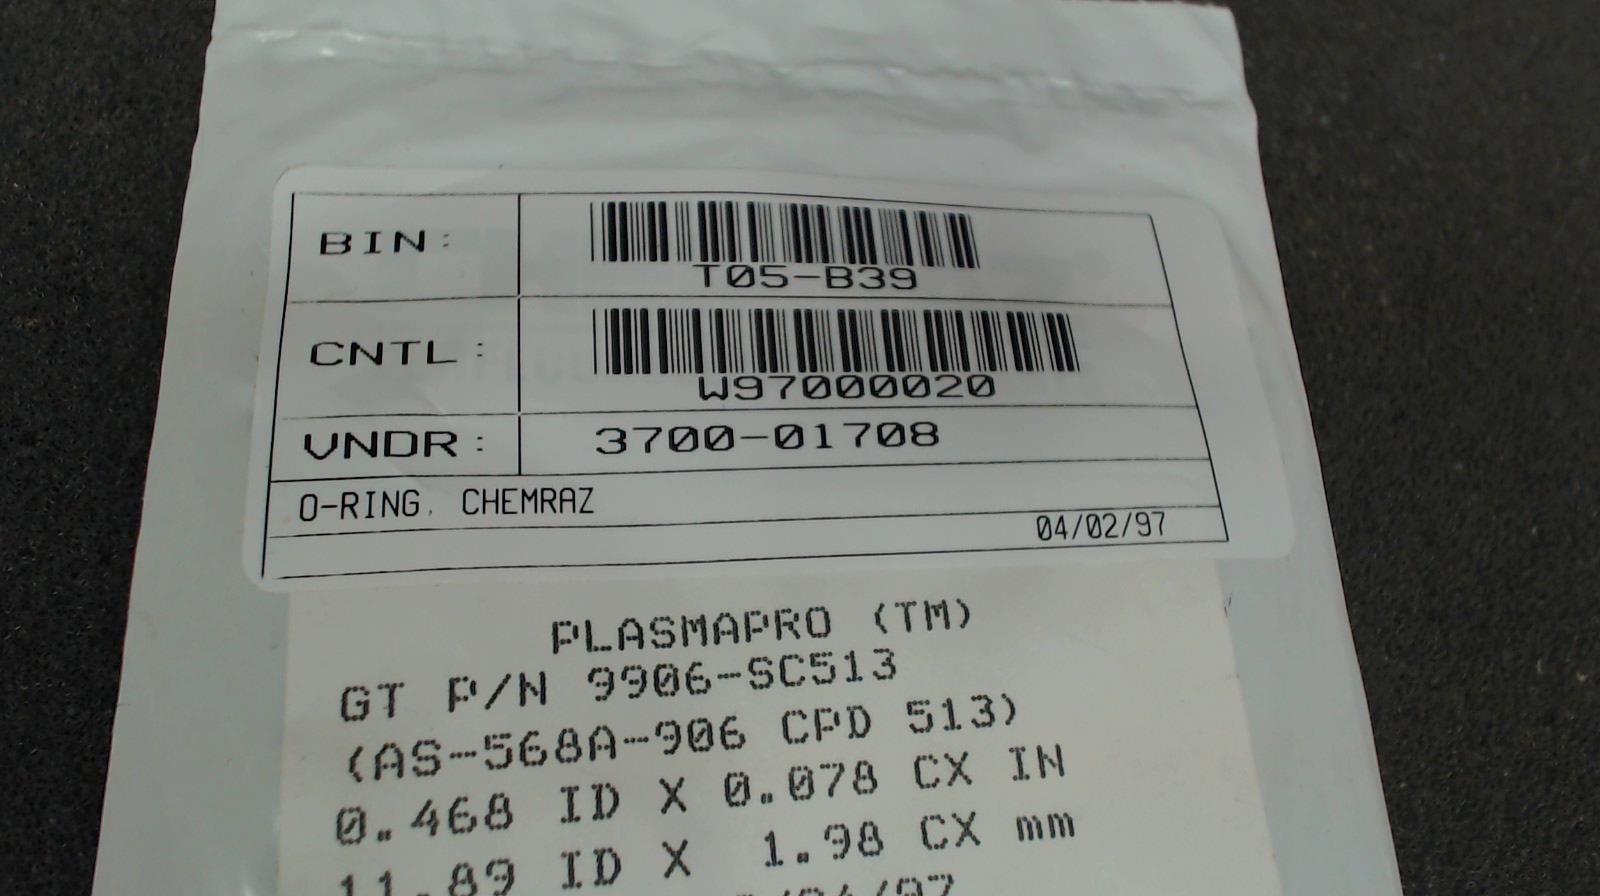 BIN:
T05-B39
CNTL:
W97000020
VNDR: 3700-01708
O-RING, CHEMRAZ
04/02/97
PLASMAPRO (TM)
GT P/N 9906-SC513
(AS-568A-906 CPD 513)
0.468 ID X 0.078 CX IN
11.89 ID X 1.98 CX mm